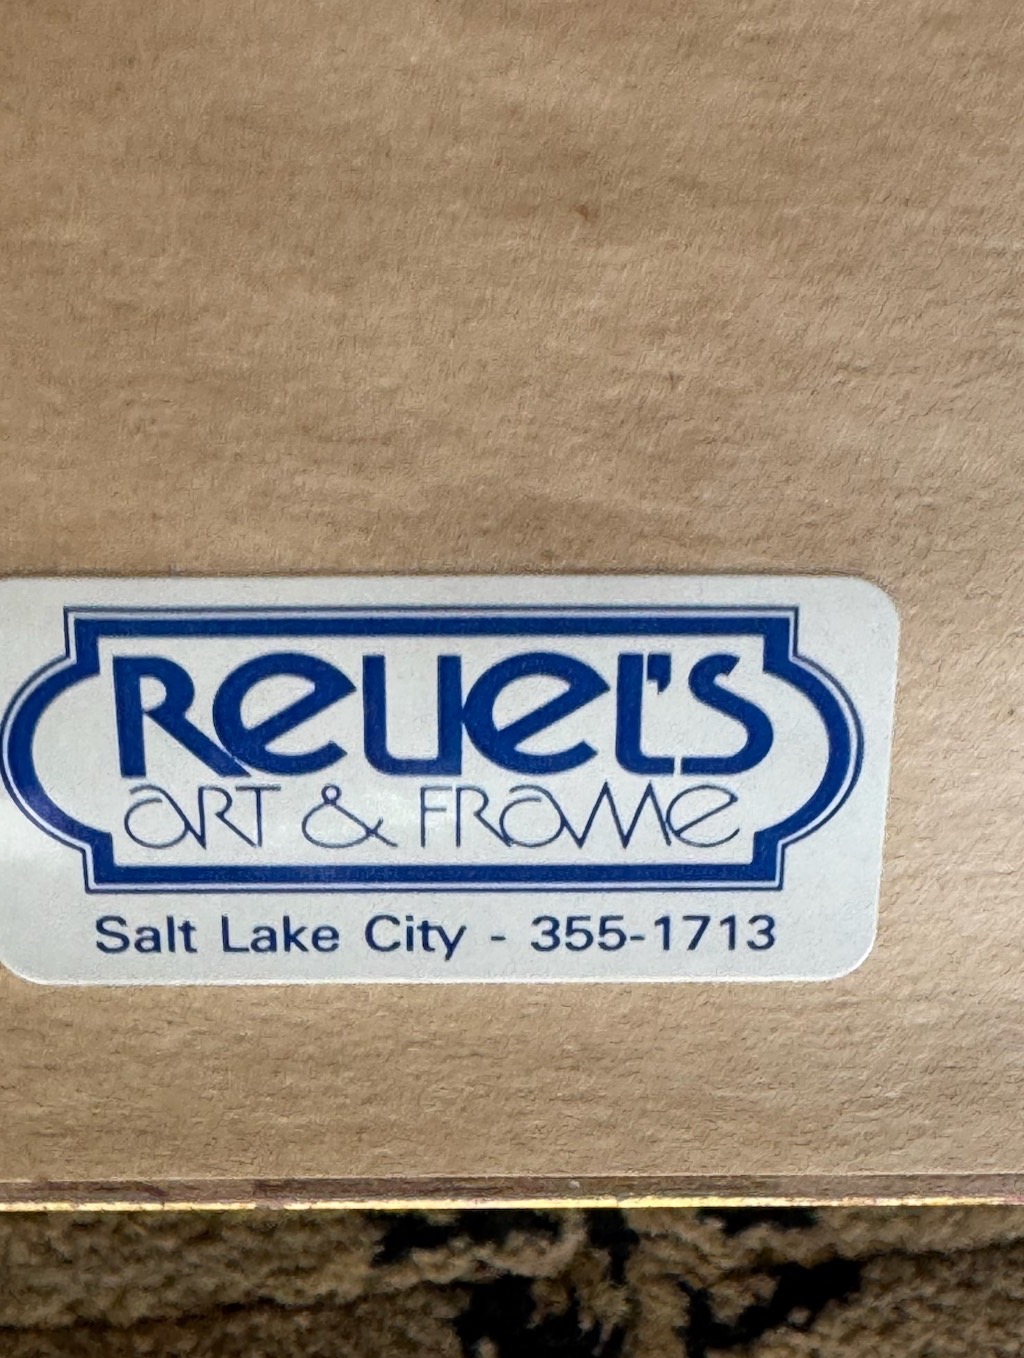 Reuel's
ART & FRAMe
Salt Lake City - 355-1713